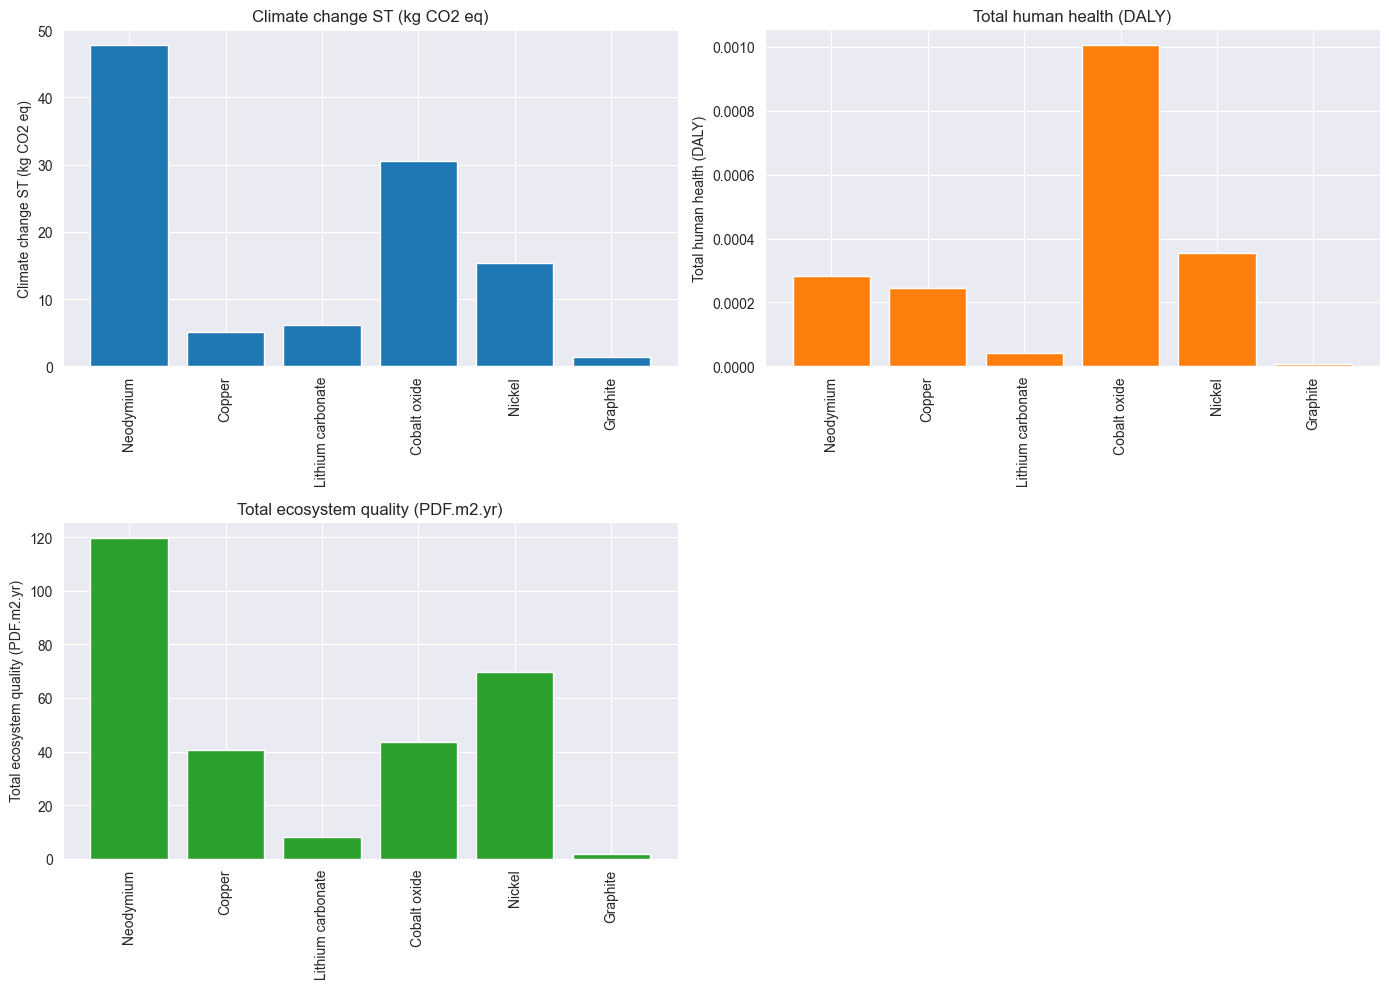 Climate change ST (kg CO2 eq)
Climate change ST (kg CO2 eq)
50
40
30
20
10
0
Neodymium
Copper
Lithium carbonate
Cobalt oxide
Nickel
Graphite
Total human health (DALY)
Total human health (DALY)
0.0010
0.0008
0.0006
0.0004
0.0002
0.0000
Neodymium
Copper
Lithium carbonate
Cobalt oxide
Nickel
Graphite
Total ecosystem quality (PDF.m2.yr)
Total ecosystem quality (PDF.m2.yr)
120
100
80
60
40
20
0
Neodymium
Copper
Lithium carbonate
Cobalt oxide
Nickel
Graphite